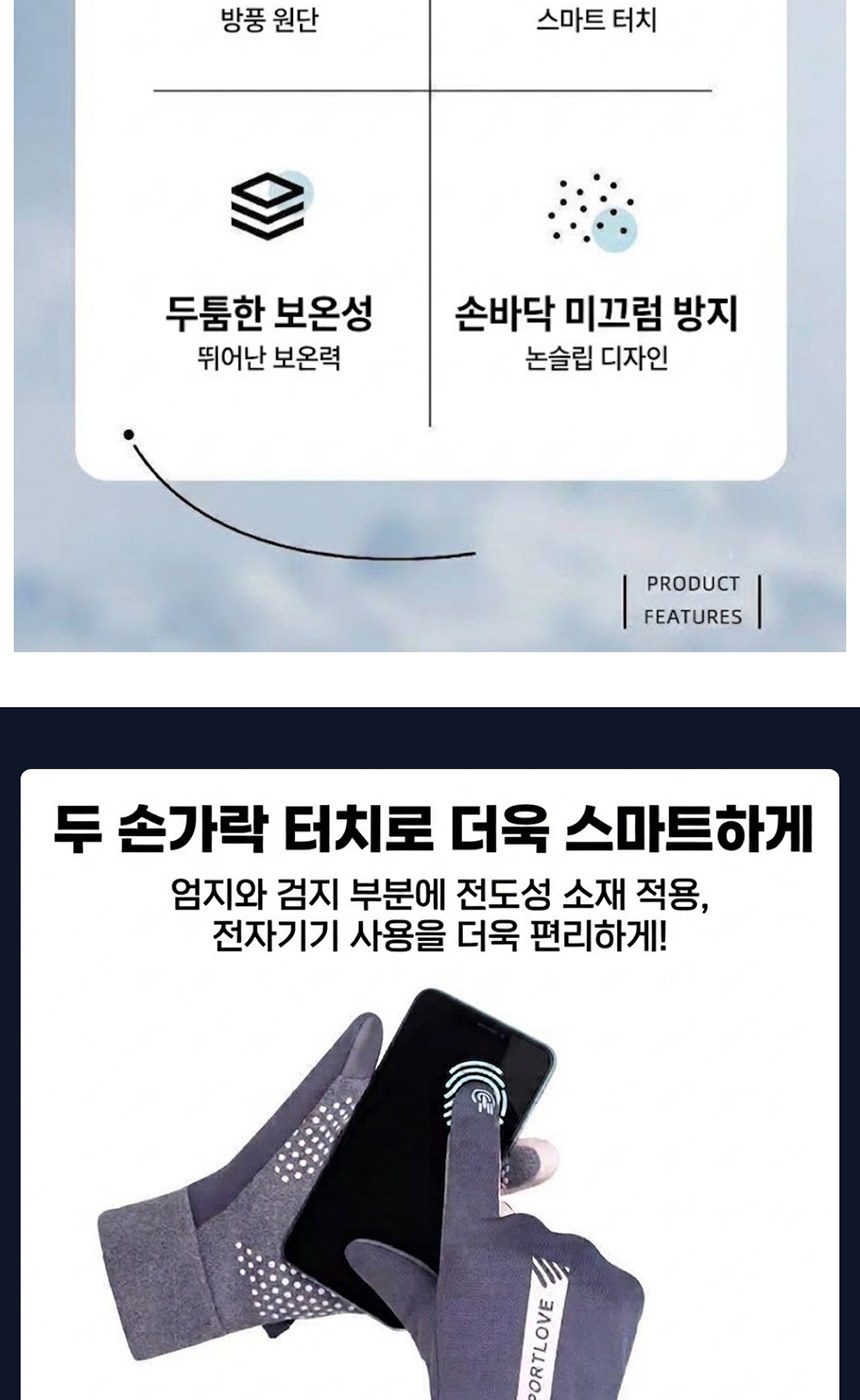 방풍 원단
스마트 터치
두툼한 보온성
손바닥 미끄럼 방지
뛰어난 보온력
논슬립 디자인
PRODUCT
FEATURES
두 손가락 터치로 더욱 스마트하게
엄지와 검지 부분에 전도성 소재 적용,
전자기기 사용을 더욱 편리하게!
PORTLOVE